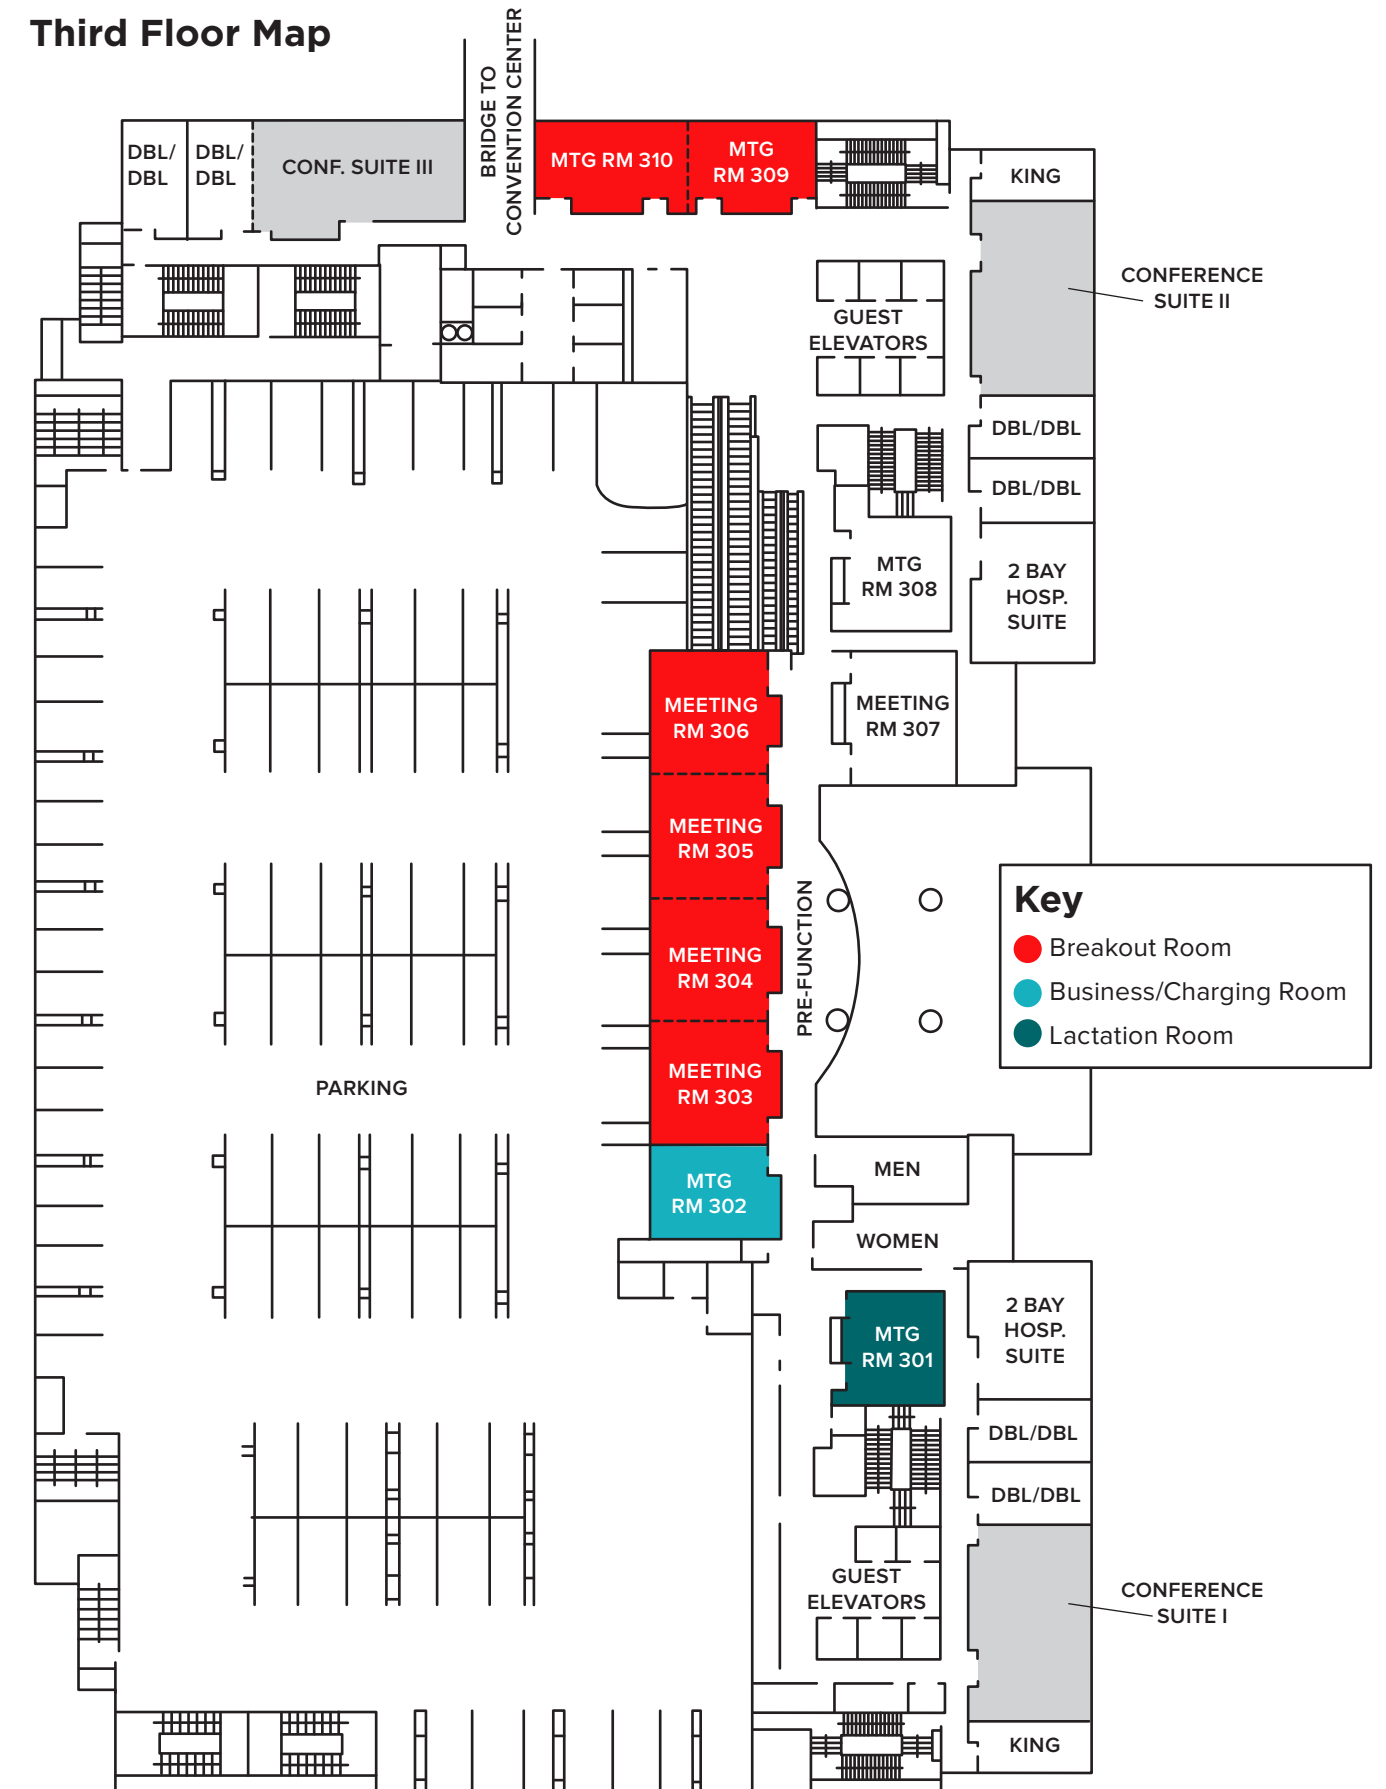 Third Floor Map
BRIDGE TO
CONVENTION CENTER
DBL/
DBL
DBL/
DBL
CONF. SUITE III
MTG RM 310
MTG
RM 309
KING
CONFERENCE
SUITE II
GUEST
ELEVATORS
DBL/DBL
DBL/DBL
MTG
RM 308
2 BAY
HOSP.
SUITE
MEETING
RM 306
MEETING
RM 307
MEETING
RM 305
PRE-FUNCTION
MEETING
RM 304
Key
Breakout Room
Business/Charging Room
Lactation Room
PARKING
MEETING
RM 303
MTG
RM 302
MEN
WOMEN
MTG
RM 301
2 BAY
HOSP.
SUITE
DBL/DBL
DBL/DBL
GUEST
ELEVATORS
CONFERENCE
SUITE I
KING